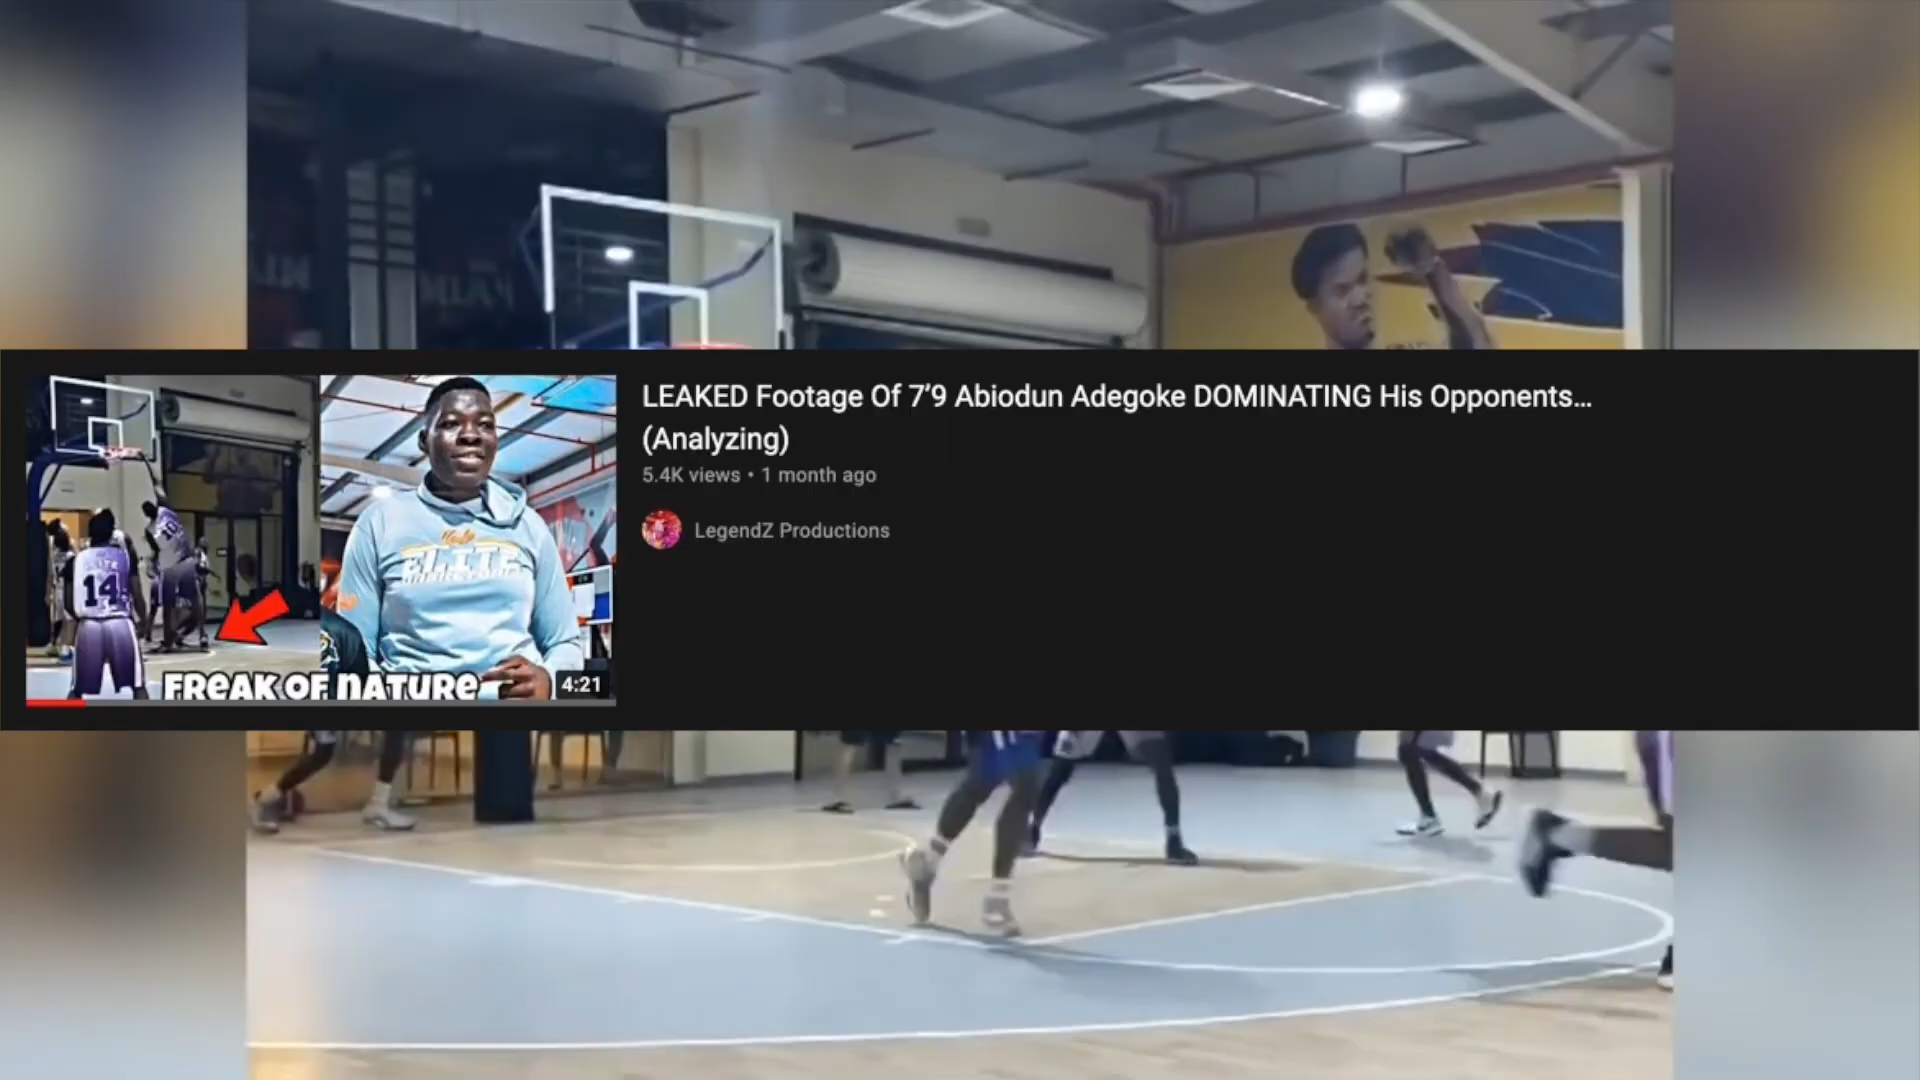 LEAKED Footage Of 7'9 Abiodun Adegoke DOMINATING His Opponents...
(Analyzing)
5.4K views • 1 month ago
LegendZ Productions
ELITE
14
FREAK OF NATURE
4:21